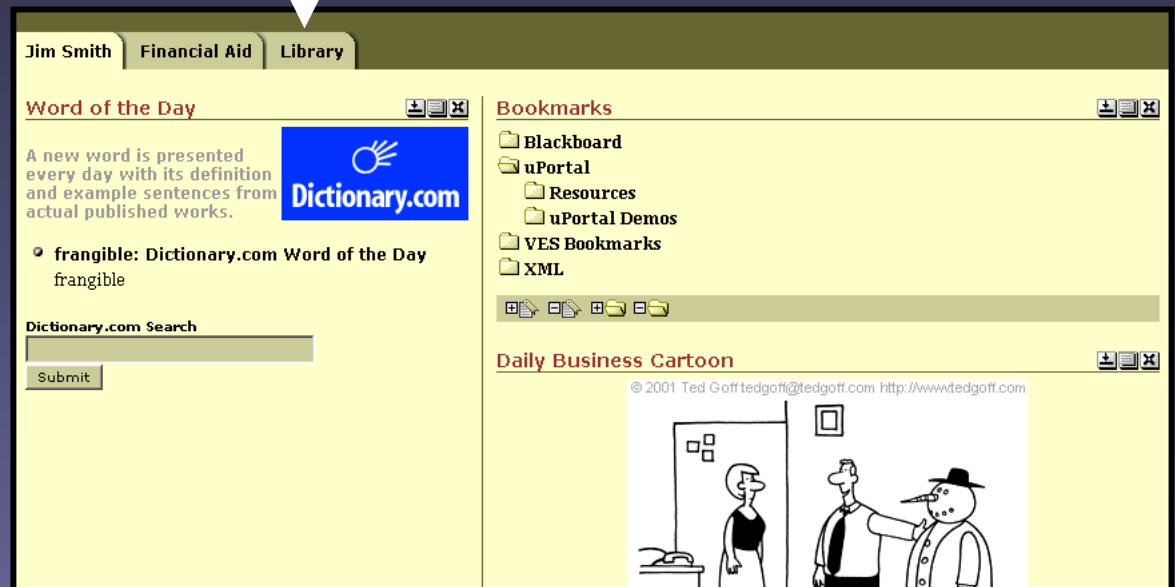 Jim Smith
Financial Aid
Library
Word of the Day
A new word is presented
every day with its definition
and example sentences from
actual published works.
Dictionary.com
frangible: Dictionary.com Word of the Day
frangible
Dictionary.com Search
Submit
Bookmarks
Blackboard
uPortal
Resources
uPortal Demos
VES Bookmarks
XML
Daily Business Cartoon
© 2001 Ted Goff tedgoff@tedgoff.com http://www.tedgoff.com